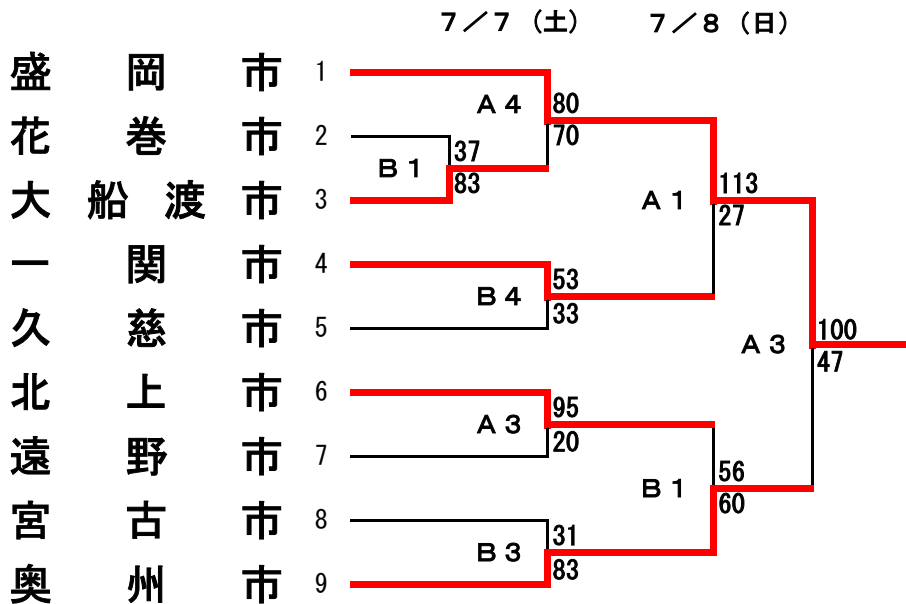 7／7（土） 7／8（日）
盛岡市 1
A4 80
花巻市 2
70
37
B1
83
113
大船渡市 3
A1
27
一関市 4
53
B4
33
久慈市 5
100
A3
47
北上市 6
95
A3
20
遠野市 7
56
B1
60
宮古市 8
31
B3
83
奥州市 9